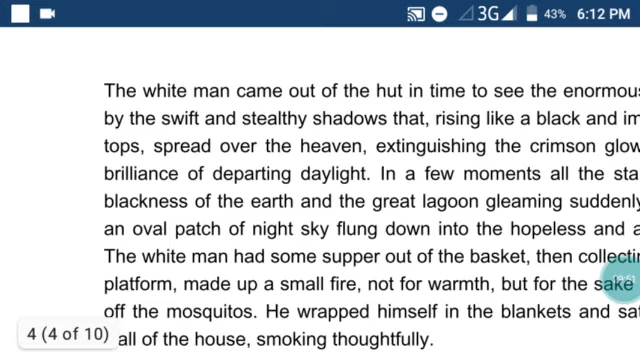 3G 43% 6:12 PM
The white man came out of the hut in time to see the enormous
by the swift and stealthy shadows that, rising like a black and
tops, spread over the heaven, extinguishing the crimson glow
brilliance of departing daylight. In a few moments all the
blackness of the earth and the great lagoon gleaming suddenly
an oval patch of night sky flung down into the hopeless and
The white man had some supper out of the basket, then
platform, made up a small fire, not for warmth, but for the sake
off the mosquitos. He wrapped himself in the blankets and
4 (4 of 10) all of the house, smoking thoughtfully.